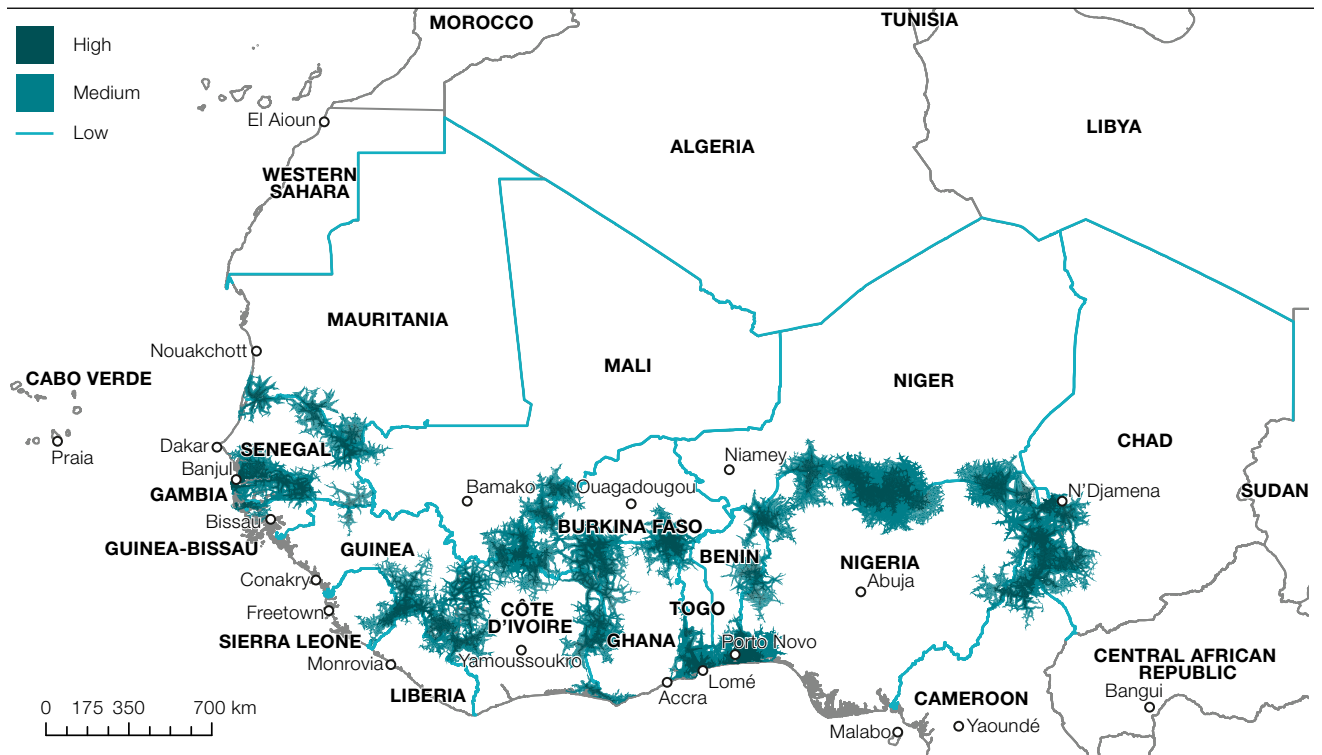 High
Medium
Low
MOROCCO
TUNISIA
El Aioun
ALGERIA
LIBYA
WESTERN
SAHARA
MAURITANIA
Nouakchott
CABO VERDE
MALI
NIGER
Praia
Dakar
SENEGAL
Banjul
GAMBIA
Niamey
CHAD
Bamako
Ouagadougou
N'Djamena
SUDAN
Bissau
BURKINA FASO
GUINEA-BISSAU
GUINEA
BENIN
NIGERIA
Conakry
Abuja
Freetown
CÔTE
D'IVOIRE
TOGO
SIERRA LEONE
GHANA
Porto Novo
Monrovia
Yamoussoukro
CENTRAL AFRICAN
REPUBLIC
LIBERIA
Accra
Lomé
CAMEROON
Bangui
0 175 350 700 km
Malabo
Yaoundé